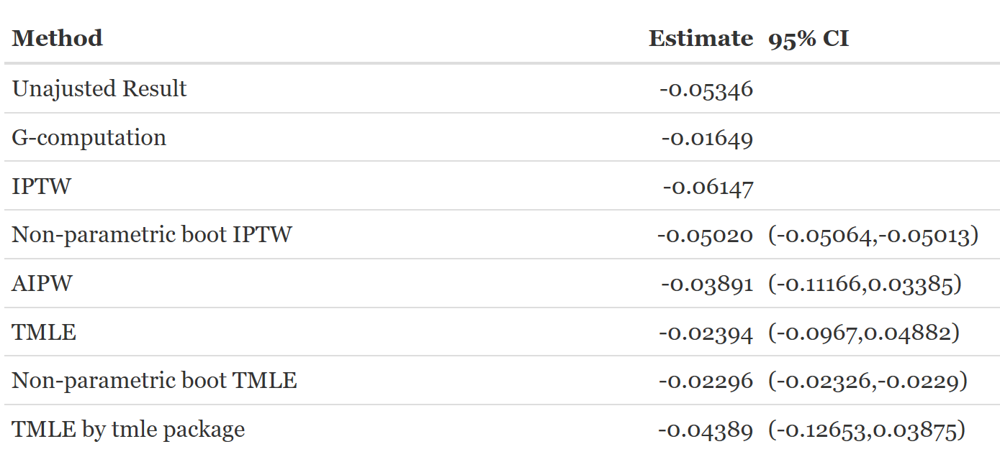 Method Estimate 95% CI
Unajusted Result -0.05346
G-computation -0.01649
IPTW -0.06147
Non-parametric boot IPTW -0.05020 (-0.05064,-0.05013)
AIPW -0.03891 (-0.11166,0.03385)
TMLE -0.02394 (-0.0967,0.04882)
Non-parametric boot TMLE -0.02296 (-0.02326,-0.0229)
TMLE by tmle package -0.04389 (-0.12653,0.03875)